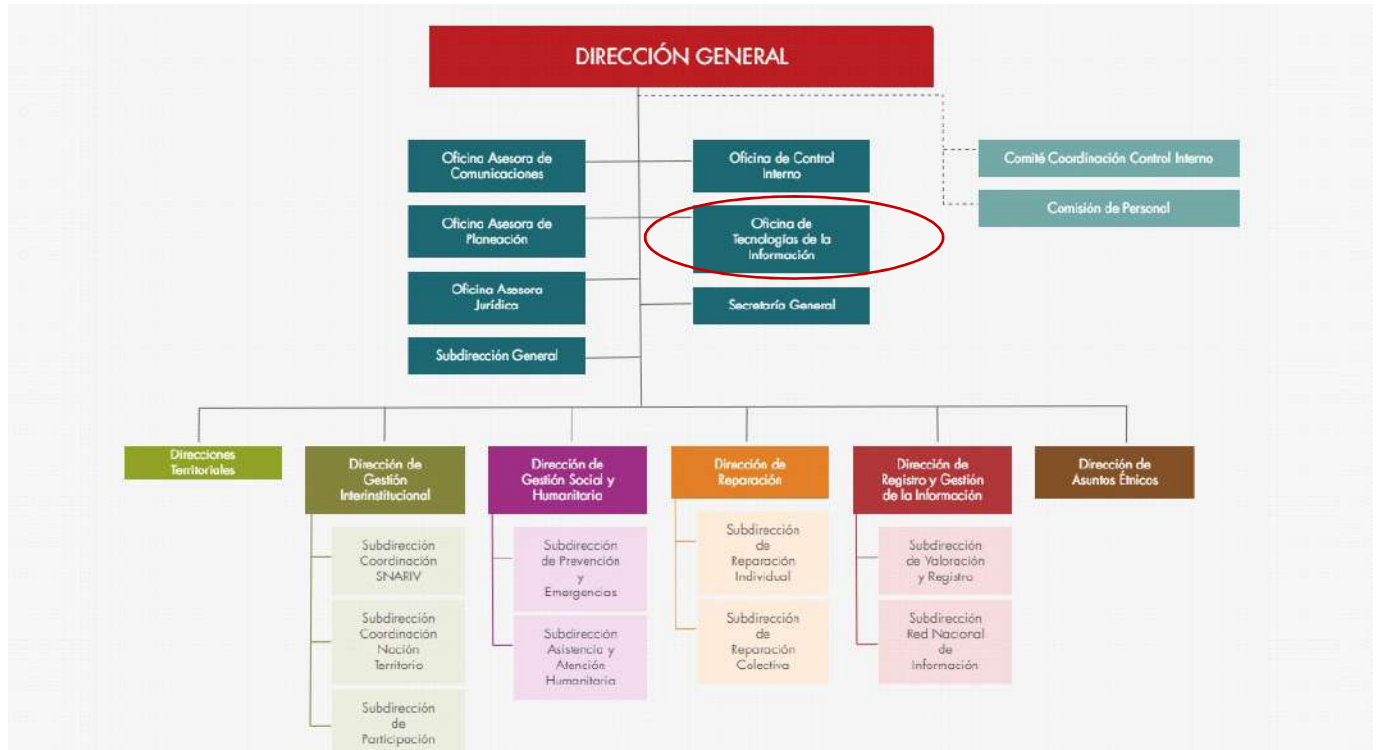 DIRECCIÓN GENERAL
Oficina Asesora de
Comunicaciones
Oficina de Control
Interno
Comité Coordinación Control Interno
Comisión de Personal
Oficina Asesora de
Planeación
Oficina de
Tecnologías de la
Información
Oficina Asesora
Jurídica
Secretaría General
Subdirección General
Direcciones
Territoriales
Dirección de
Gestión
Interinstitucional
Subdirección
Coordinación
SNARIV
Subdirección
Coordinación
Nación
Territorio
Subdirección
de
Participación
Dirección de
Gestión Social y
Humanitaria
Subdirección
de Prevención
y
Emergencias
Subdirección
Asistencia y
Atención
Humanitaria
Dirección de
Reparación
Subdirección
de
Reparación
Individual
Subdirección
de
Reparación
Colectiva
Dirección de
Registro y Gestión
de la Información
Subdirección
de Valoración
y Registro
Subdirección
Red Nacional
de
Información
Dirección de
Asuntos Étnicos